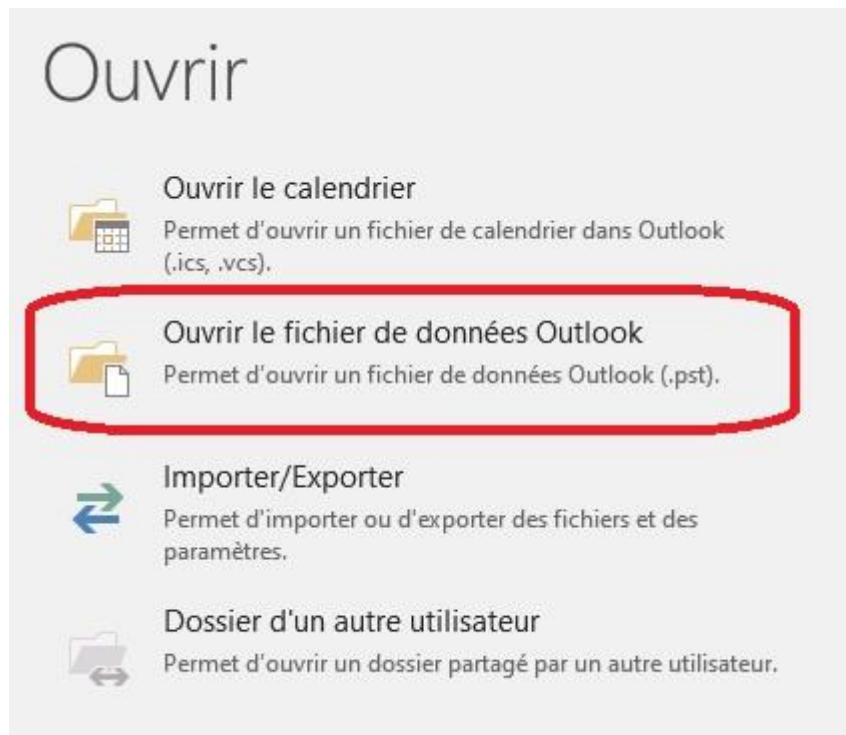 Ouvrir
Ouvrir le calendrier
Permet d'ouvrir un fichier de calendrier dans Outlook
(.ics, .vcs).
Ouvrir le fichier de données Outlook
Permet d'ouvrir un fichier de données Outlook (.pst).
Importer/Exporter
Permet d'importer ou d'exporter des fichiers et des
paramètres.
Dossier d'un autre utilisateur
Permet d'ouvrir un dossier partagé par un autre utilisateur.